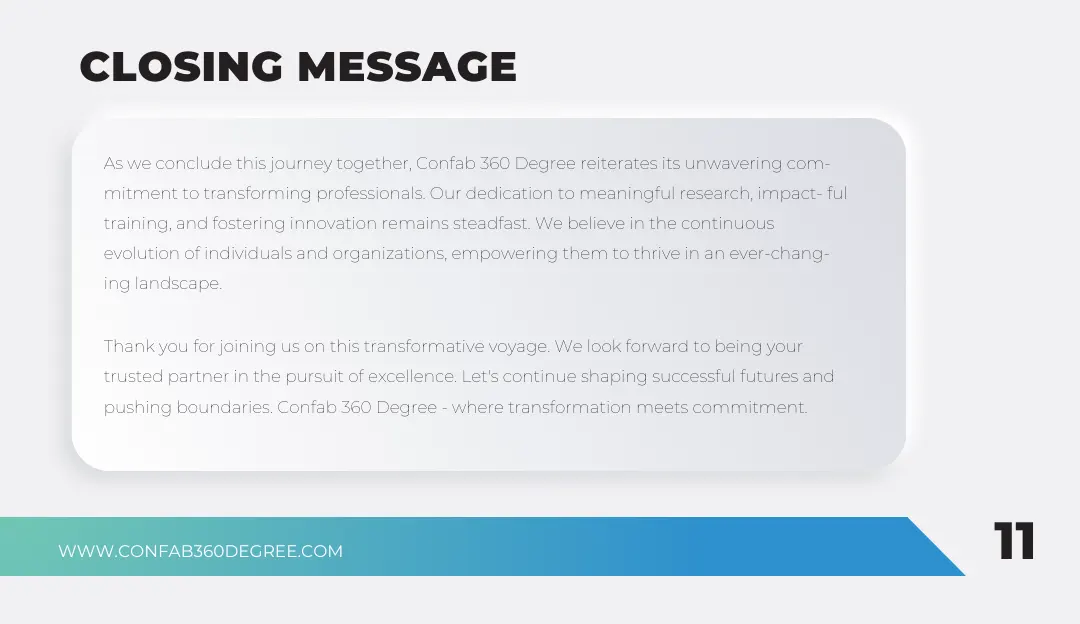 CLOSING MESSAGE
As we conclude this journey together, Confab 360 Degree reiterates its unwavering com-
mitment to transforming professionals. Our dedication to meaningful research, impact- ful
training, and fostering innovation remains steadfast. We believe in the continuous
evolution of individuals and organizations, empowering them to thrive in an ever-chang-
ing landscape.
Thank you for joining us on this transformative voyage. We look forward to being your
trusted partner in the pursuit of excellence. Let's continue shaping successful futures and
pushing boundaries. Confab 360 Degree - where transformation meets commitment.
WWW.CONFAB360DEGREE.COM
11